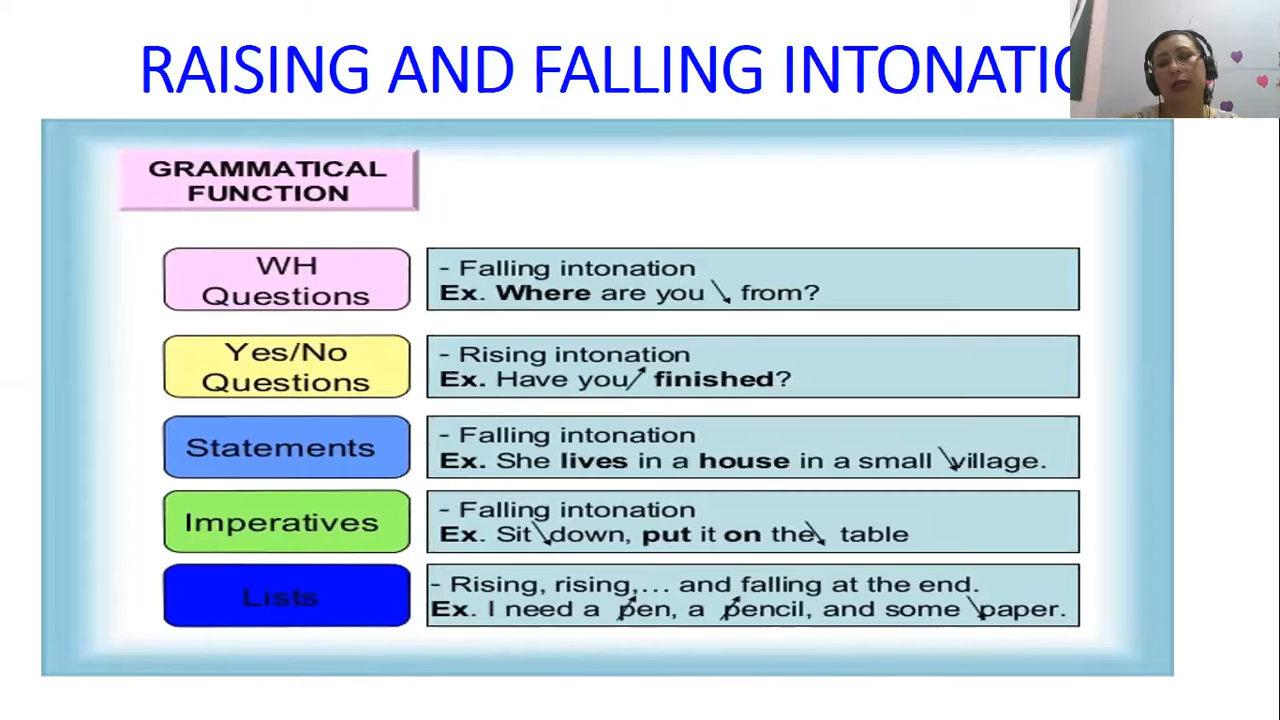 RAISING AND FALLING INTONATIO
GRAMMATICAL
FUNCTION
WH
Questions
- Falling intonation
Ex. Where are you from?
Yes/No
Questions
- Rising intonation
Ex. Have you finished?
Statements
- Falling intonation
Ex. She lives in a house in a small village.
Imperatives
- Falling intonation
Ex. Sit down, put it on the table
Lists
- Rising, rising,... and falling at the end.
Ex. I need a pen, a pencil, and some paper.